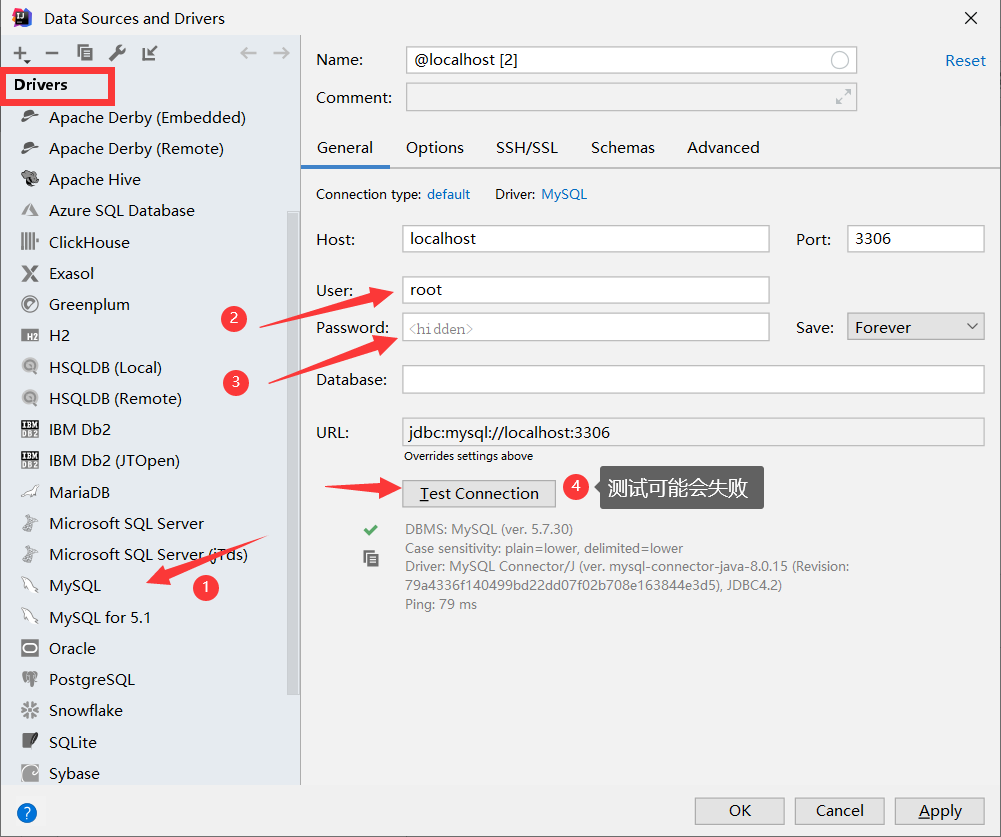 Data Sources and Drivers
Drivers
Apache Derby (Embedded)
Apache Derby (Remote)
Apache Hive
Azure SQL Database
ClickHouse
Exasol
Greenplum
H2
HSQLDB (Local)
HSQLDB (Remote)
IBM Db2
IBM Db2 (JTOpen)
MariaDB
Microsoft SQL Server
Microsoft SQL Server (jTds)
MySQL
1
MySQL for 5.1
Oracle
PostgreSQL
Snowflake
SQLite
Sybase
Name: @localhost [2] Reset
Comment:
General Options SSH/SSL Schemas Advanced
Connection type: default Driver: MySQL
Host: localhost Port: 3306
User: root
2
Password: <hidden> Save: Forever
3
Database:
URL: jdbc:mysql://localhost:3306
Overrides settings above
Test Connection 4 测试可能会失败
DBMS: MySQL (ver. 5.7.30)
Case sensitivity: plain=lower, delimited=lower
Driver: MySQL Connector/J (ver. mysql-connector-java-8.0.15 (Revision:
79a4336f140499bd22dd07f02b708e163844e3d5), JDBC4.2)
Ping: 79 ms
? OK Cancel Apply